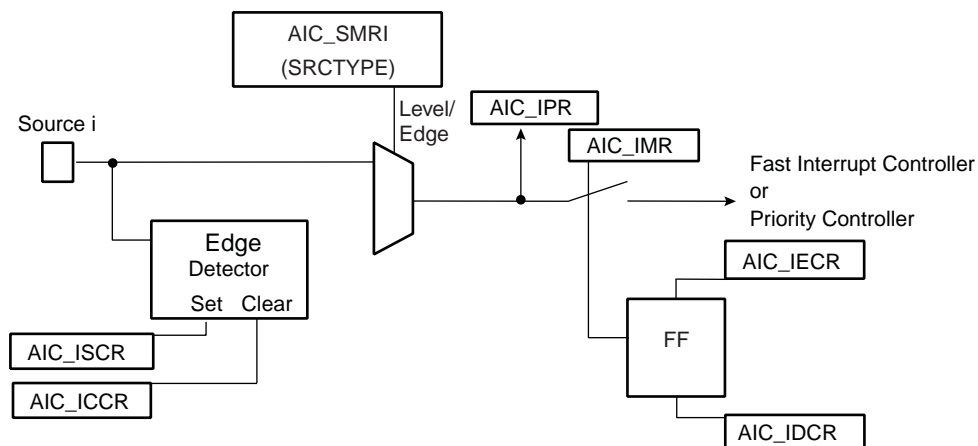 AIC_SMRI
(SRCTYPE)
Level/
Edge
AIC_IPR
Source i
AIC_IMR
Fast Interrupt Controller
or
Priority Controller
Edge
Detector
Set Clear
AIC_IECR
FF
AIC_ISCR
AIC_ICCR
AIC_IDCR